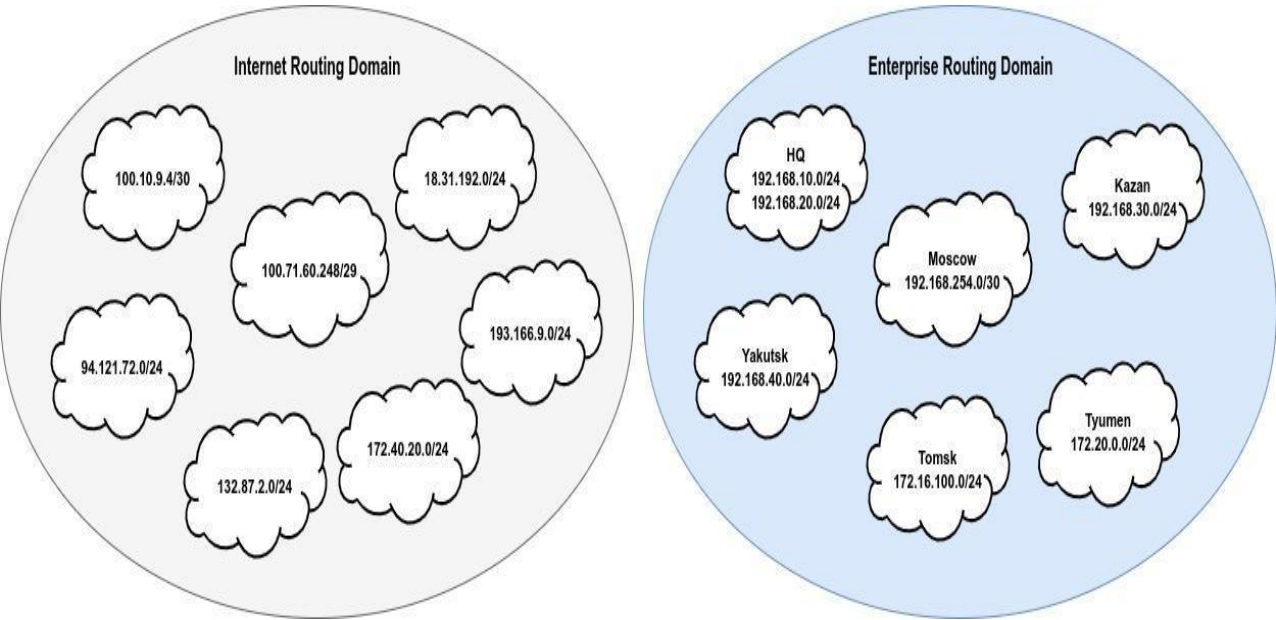 Internet Routing Domain
100.10.9.4/30
18.31.192.0/24
100.71.60.248/29
193.166.9.0/24
94.121.72.0/24
172.40.20.0/24
132.87.2.0/24
Enterprise Routing Domain
HQ
192.168.10.0/24
192.168.20.0/24
Kazan
192.168.30.0/24
Moscow
192.168.254.0/30
Yakutsk
192.168.40.0/24
Tyumen
172.20.0.0/24
Tomsk
172.16.100.0/24